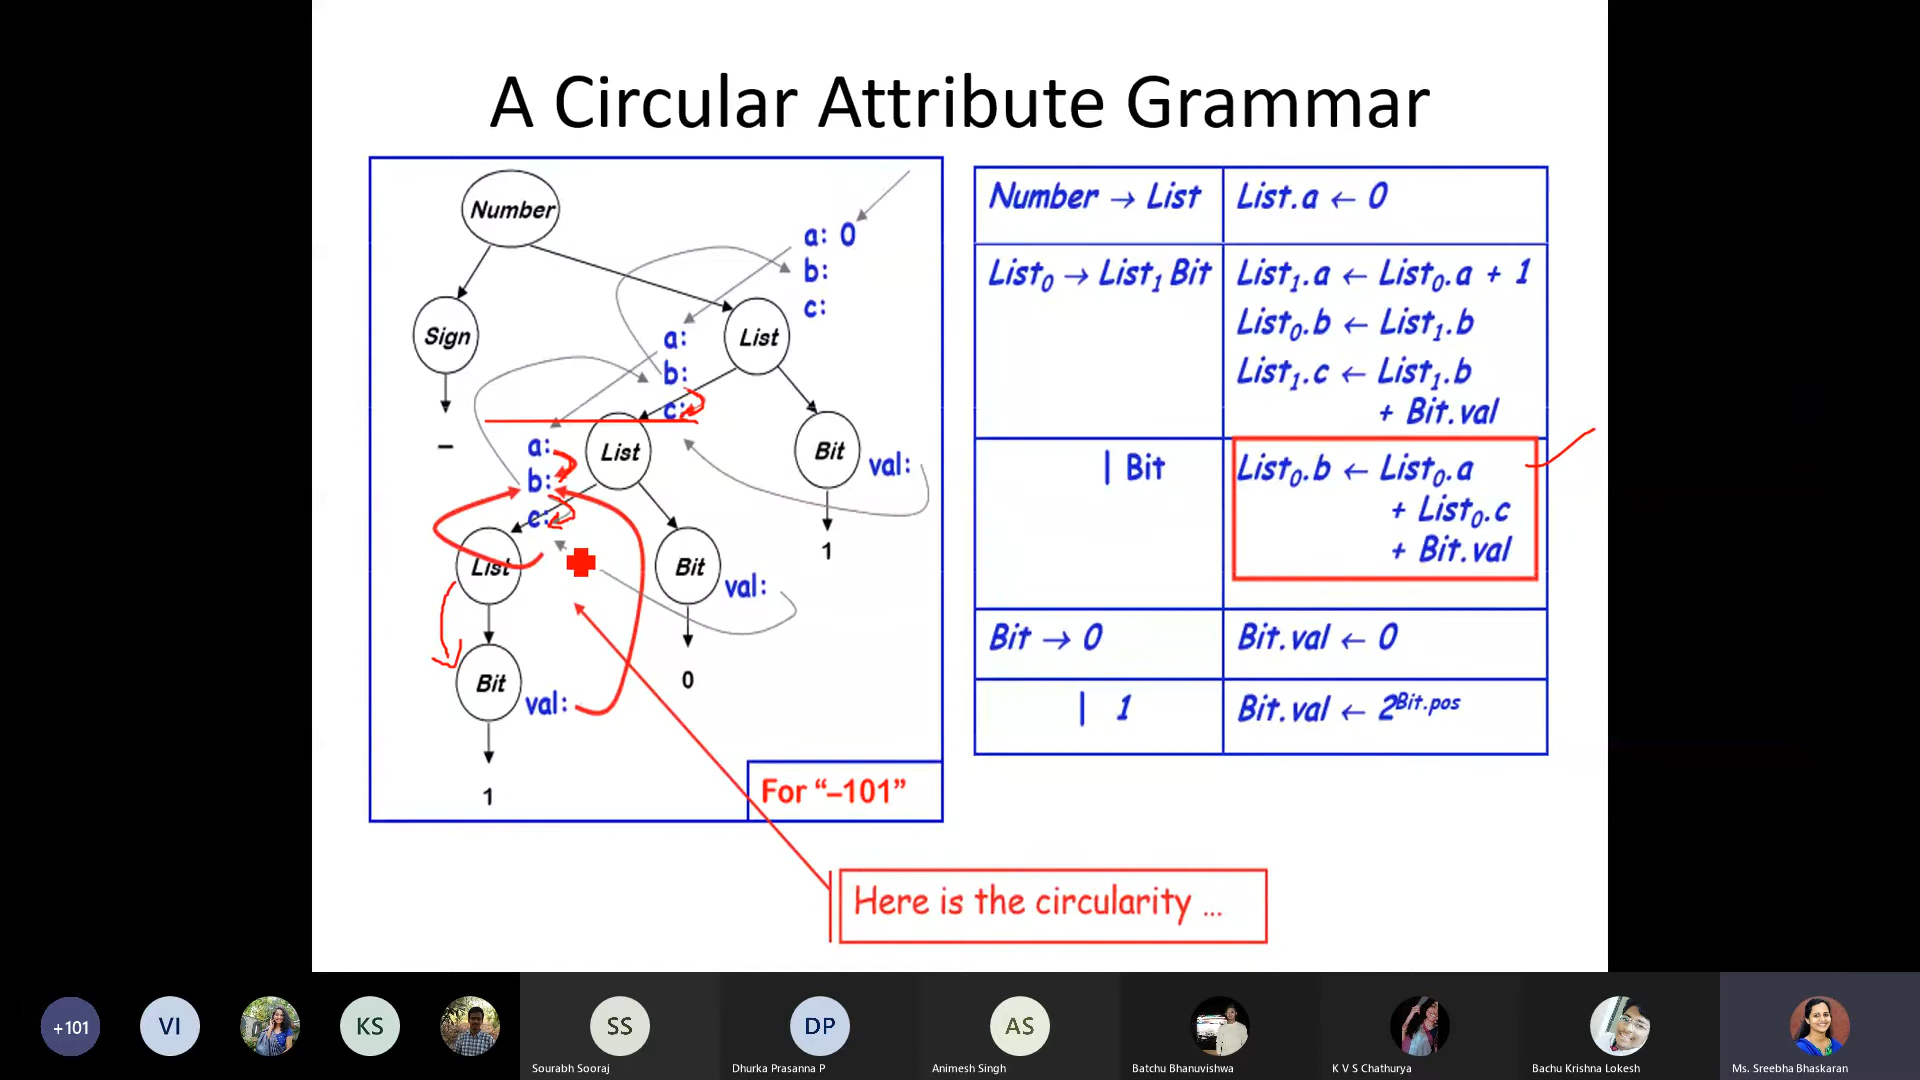 A Circular Attribute Grammar
Number
a: 0
b:
c:
Sign
List
a:
b:
c:
–
List
Bit
val:
a:
b:
c:
1
List
Bit
val:
0
Bit
val:
1
For “–101”
Number → List
List.a ← 0
List₀ → List₁ Bit
List₁.a ← List₀.a + 1
List₀.b ← List₁.b
List₁.c ← List₁.b
+ Bit.val
| Bit
List₀.b ← List₀.a
+ List₀.c
+ Bit.val
Bit → 0
Bit.val ← 0
| 1
Bit.val ← 2^Bit.pos
Here is the circularity ...
+101
VI
KS
SS
DP
AS
Sourabh Sooraj
Dhurka Prasanna P
Animesh Singh
Batchu Bhanuvishwa
K V S Chathurya
Bachu Krishna Lokesh
Ms. Sreebha Bhaskaran